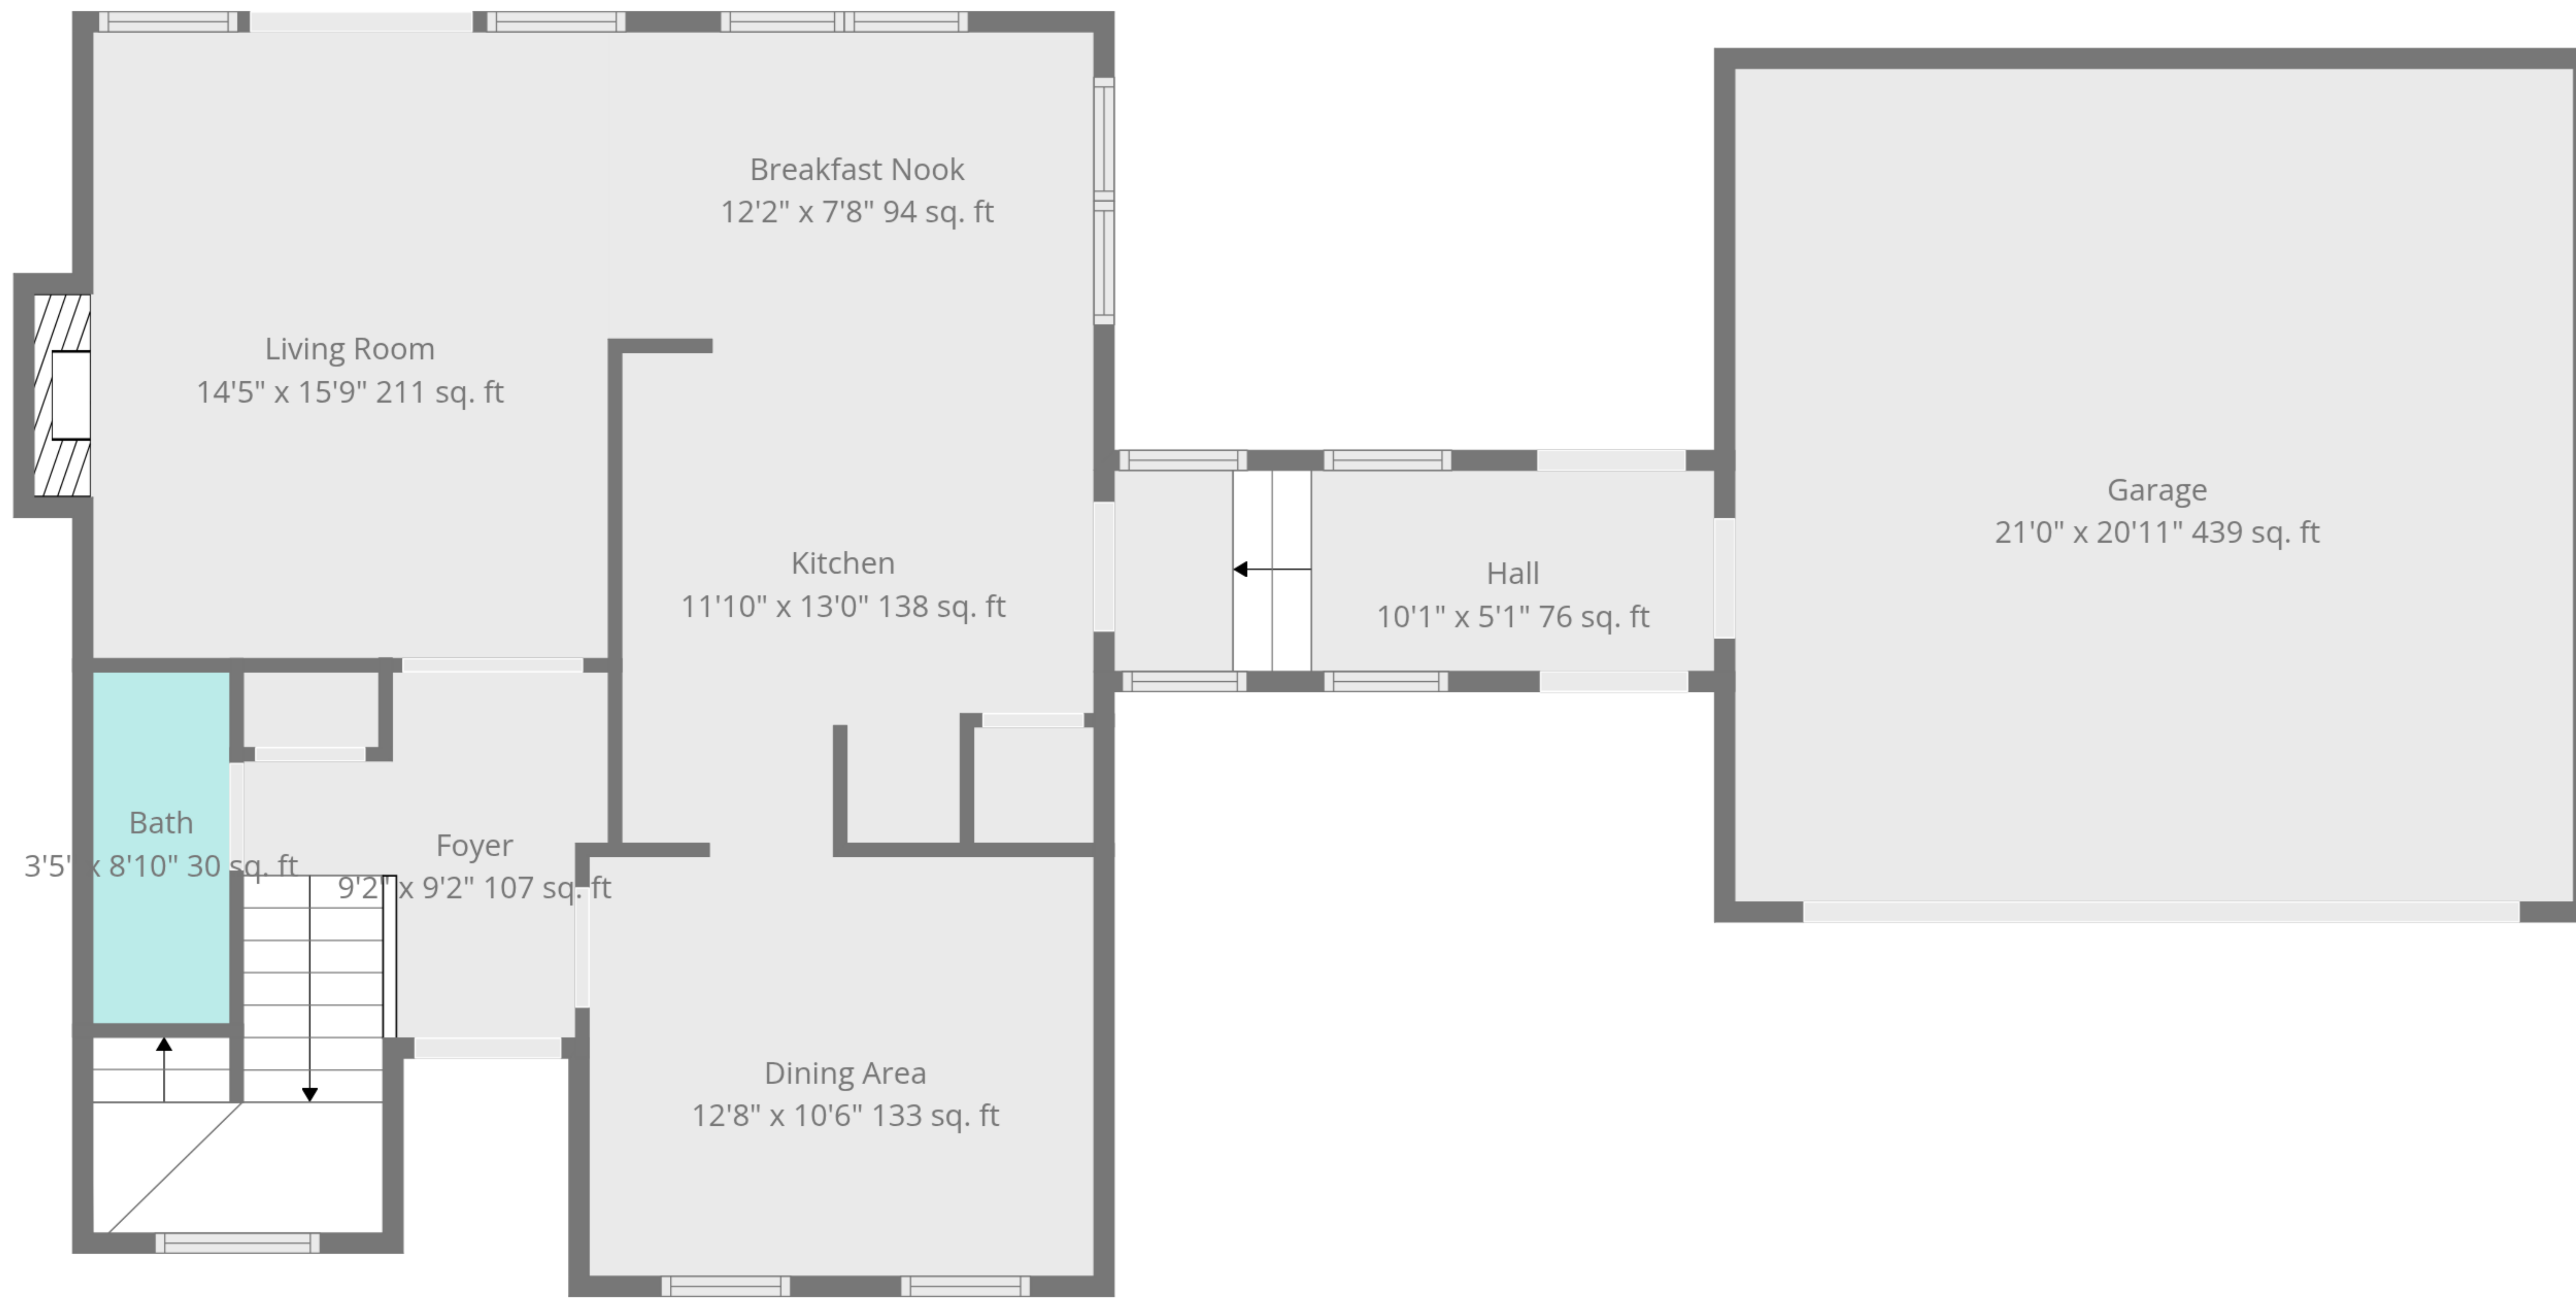 Breakfast Nook
12'2" x 7'8" 94 sq. ft
Living Room
14'5" x 15'9" 211 sq. ft
Garage
21'0" x 20'11" 439 sq. ft
Kitchen
11'10" x 13'0" 138 sq. ft
Hall
10'1" x 5'1" 76 sq. ft
Bath
3'5" x 8'10" 30 sq. ft
Foyer
9'2" x 9'2" 107 sq. ft
Dining Area
12'8" x 10'6" 133 sq. ft